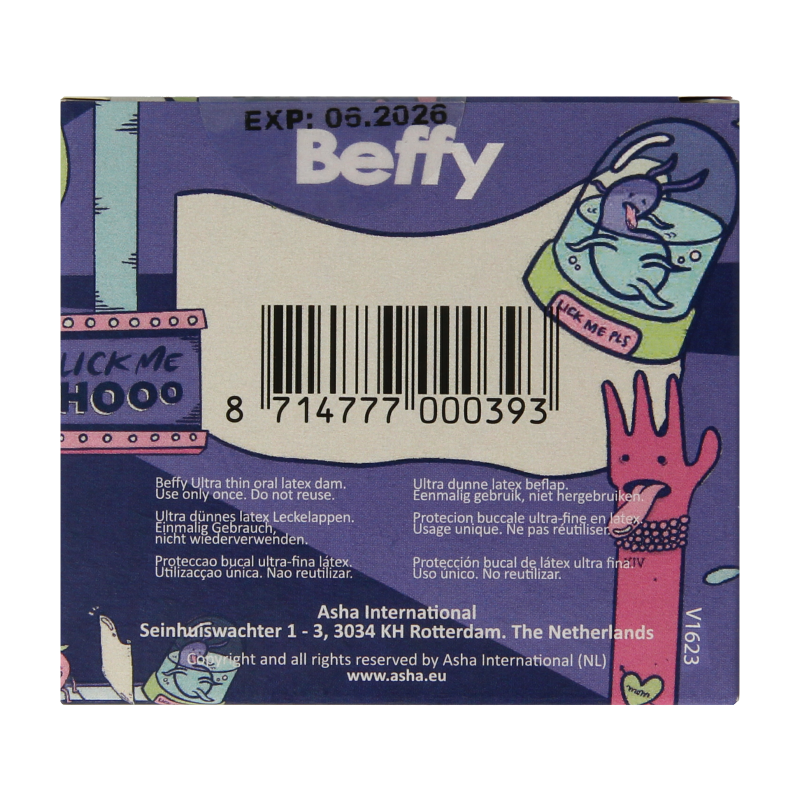 EXP: 06.2026
Beffy
LICK ME PLS
LICK ME
HOOO
8 714777 000393
Beffy Ultra thin oral latex dam.
Use only once. Do not reuse.
Ultra dünnes latex Leckelappen.
Einmalig Gebrauch,
nicht wiederverwenden.
Proteccao bucal ultra-fina látex.
Utilizaçao única. Nao reutilizar.
Ultra dunne latex beflap.
Eenmalig gebruik, niet hergebruiken.
Protecion buccale ultra-fine en latex.
Usage unique. Ne pas réutiliser.
Protección bucal de látex ultra fina.
Uso único. No reutilizar.
XIV
Asha International
Seinhuiswachter 1 - 3, 3034 KH Rotterdam. The Netherlands
Copyright and all rights reserved by Asha International (NL)
www.asha.eu
V1623
mom